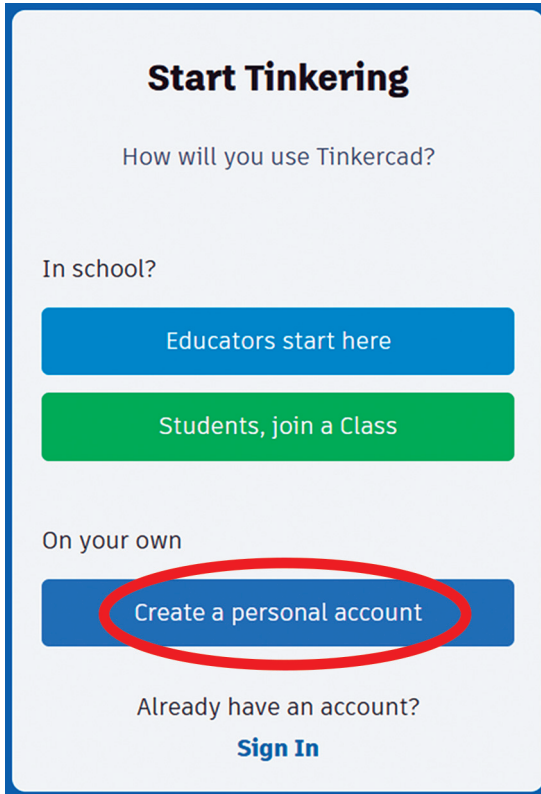 Start Tinkering
How will you use Tinkercad?
In school?
Educators start here
Students, join a Class
On your own
Create a personal account
Already have an account?
Sign In